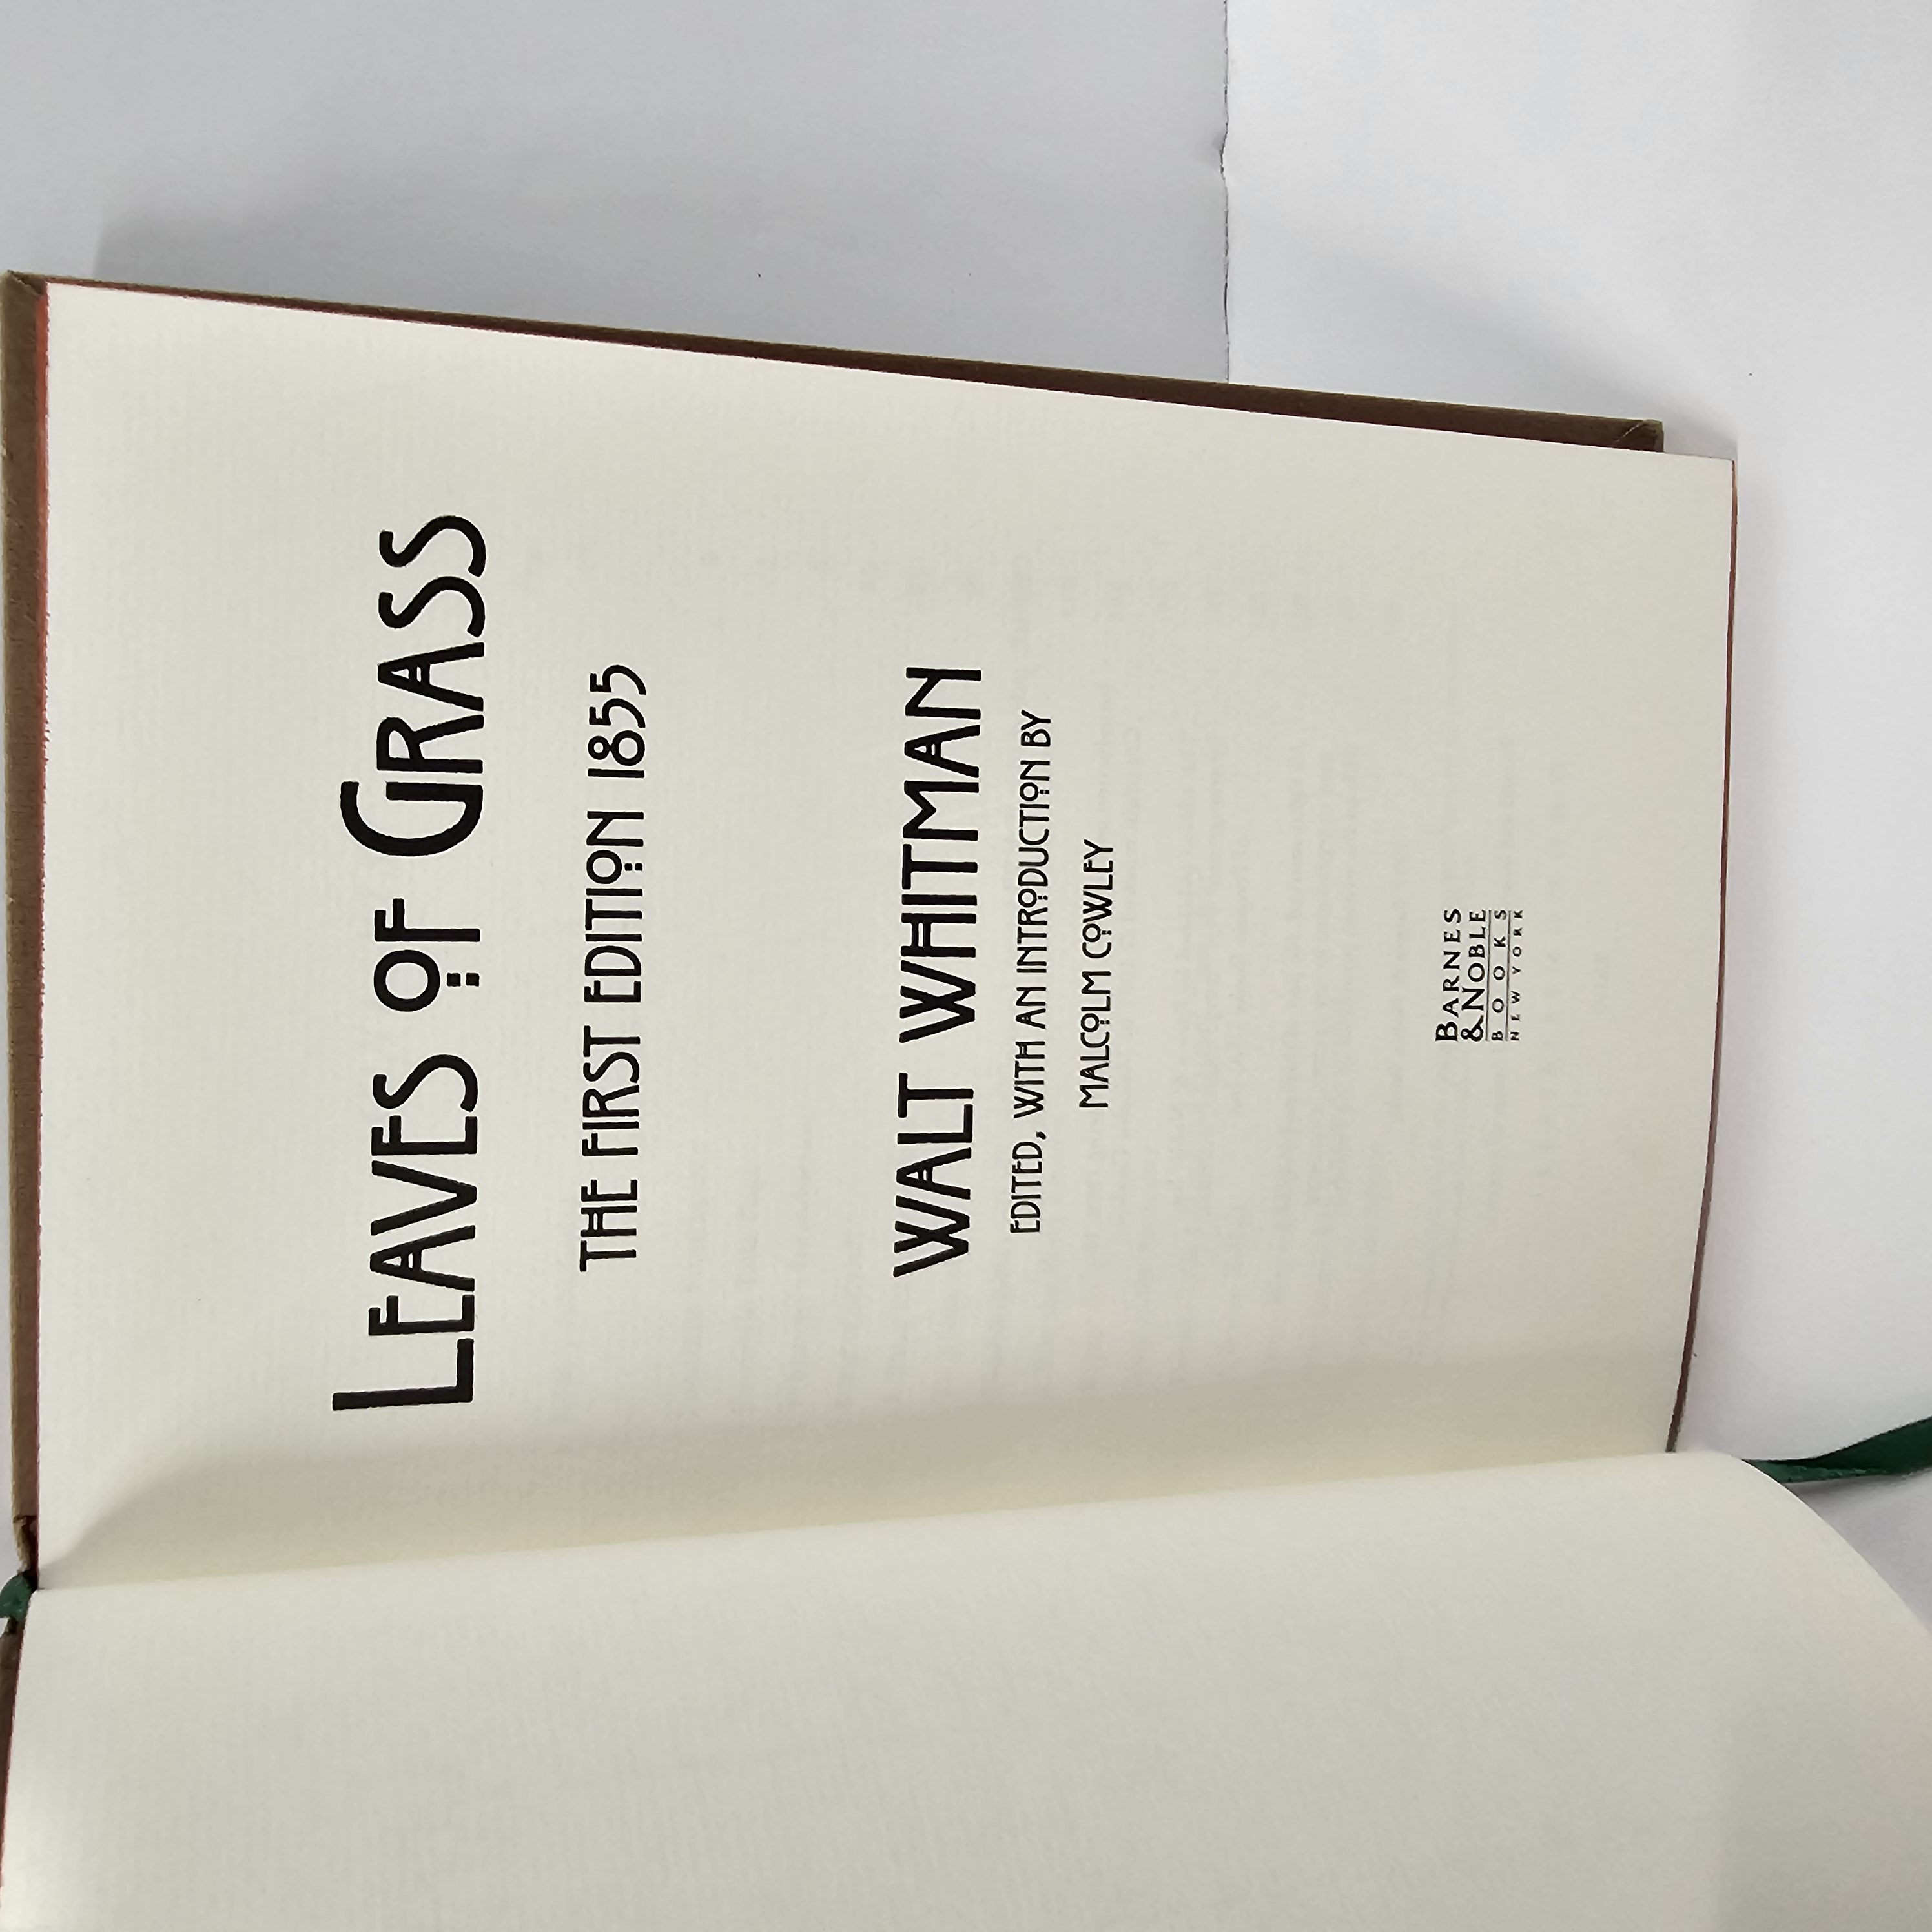 LEAVES OF GRASS
THE FIRST EDITION 1855
WALT WHITMAN
EDITED, WITH AN INTRODUCTION BY
MALCOLM COWLEY
BARNES
& NOBLE
BOOKS
NEW YORK